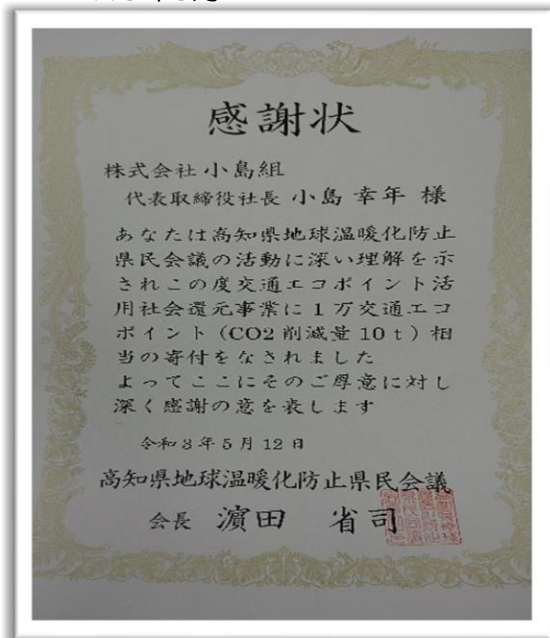 感謝状
株式会社小島組
代表取締役社長 小島幸年 様
あなたは高知県地球温暖化防止
県民会議の活動に深い理解を示
されこの度交通エコポイント活
用社会還元事業に1万交通エコ
ポイント(CO2削減量10t)相
当の寄付をなされました
よってここにそのご厚意に対し
深く感謝の意を表します
令和3年5月12日
高知県地球温暖化防止県民会議
会長 濵田 省司